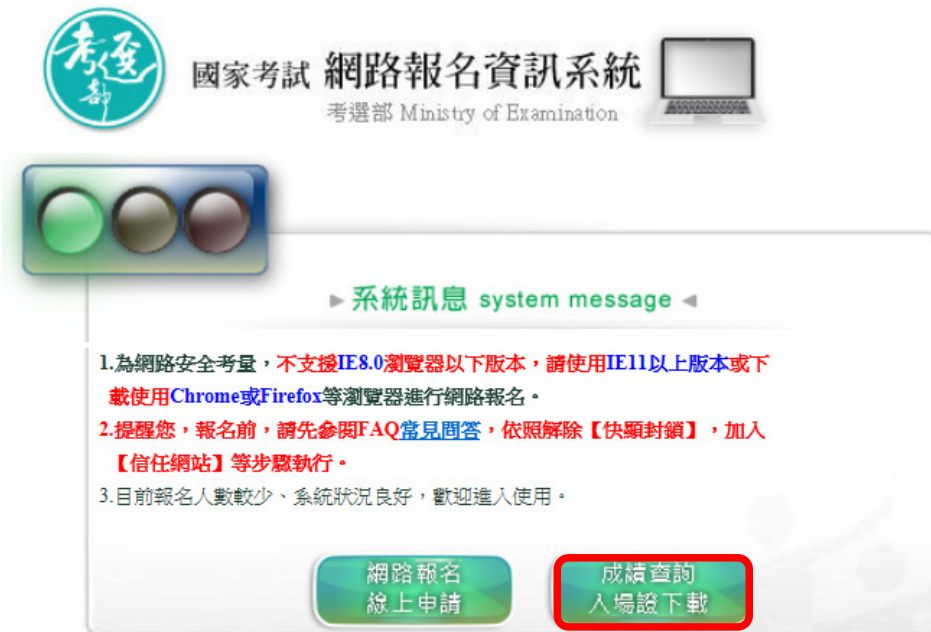 考選部
國家考試 網路報名資訊系統
考選部 Ministry of Examination
系統訊息 system message
1.為網路安全考量，不支援IE8.0瀏覽器以下版本，請使用IE11以上版本或下
載使用Chrome或Firefox等瀏覽器進行網路報名。
2.提醒您，報名前，請先參閱FAQ常見問答，依照解除【快顯封鎖】，加入
【信任網站】等步驟執行。
3.目前報名人數較少、系統狀況良好，歡迎進入使用。
網路報名
線上申請
成績查詢
入場證下載